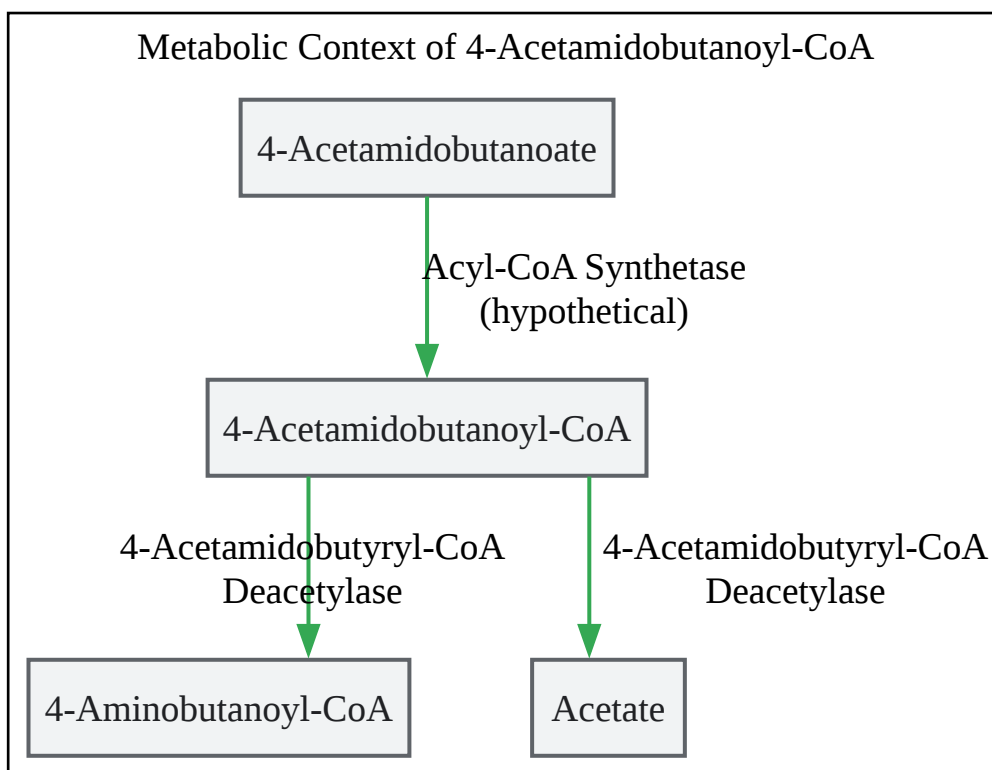 Metabolic Context of 4-Acetamidobutanoyl-CoA
4-Acetamidobutanoate
Acyl-CoA Synthetase
(hypothetical)
4-Acetamidobutanoyl-CoA
4-Acetamidobutyryl-CoA
Deacetylase
4-Acetamidobutyryl-CoA
Deacetylase
4-Aminobutanoyl-CoA
Acetate